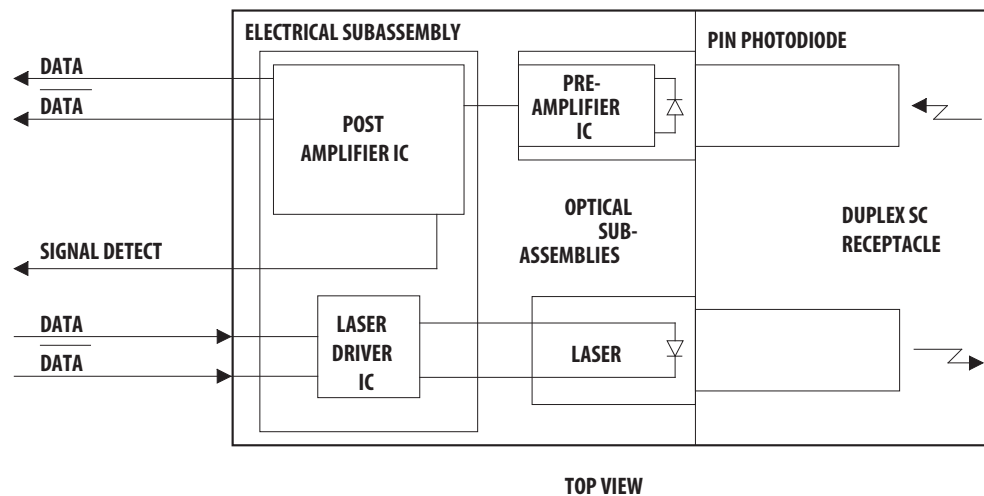 ELECTRICAL SUBASSEMBLY
PIN PHOTODIODE
DATA
DATA
POST
AMPLIFIER IC
PRE-
AMPLIFIER
IC
OPTICAL
SUB-
ASSEMBLIES
DUPLEX SC
RECEPTACLE
SIGNAL DETECT
DATA
DATA
LASER
DRIVER
IC
LASER
TOP VIEW